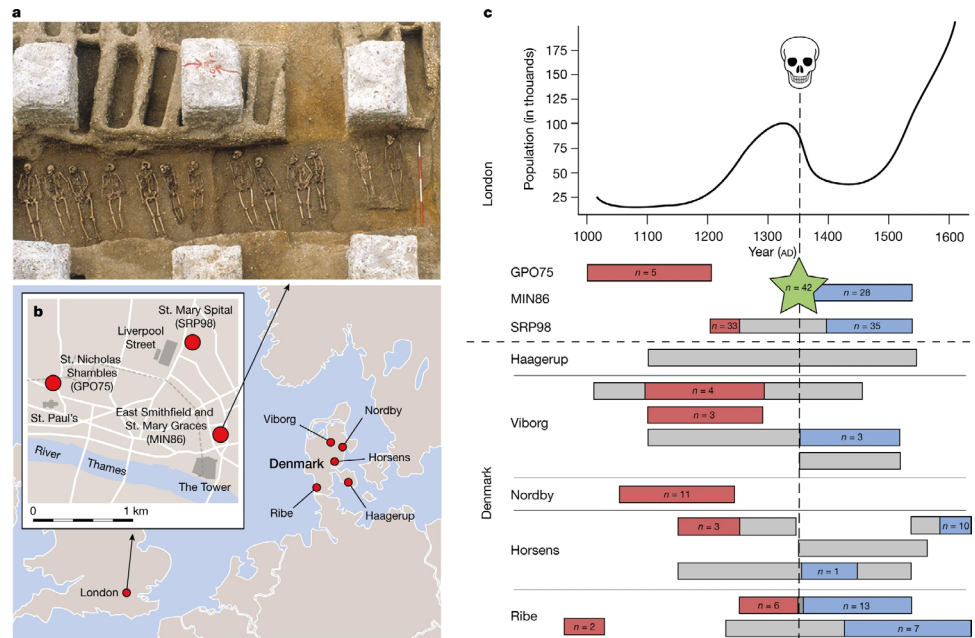 a
b
St. Mary Spital
(SRP98)
Liverpool
Street
St. Nicholas
Shambles
(GPO75)
St. Paul's
East Smithfield and
St. Mary Graces
(MIN86)
River
Thames
The Tower
0
1 km
London
Viborg
Nordby
Denmark
Horsens
Ribe
Haagerup
c
London
Population (in thouands)
175
150
125
100
75
50
25
1000
1100
1200
1300
1400
1500
1600
Year (AD)
GPO75
n = 5
n = 42
MIN86
n = 28
SRP98
n = 33
n = 35
Denmark
Haagerup
Viborg
n = 4
n = 3
n = 3
Nordby
n = 11
Horsens
n = 3
n = 10
n = 1
Ribe
n = 6
n = 13
n = 2
n = 7